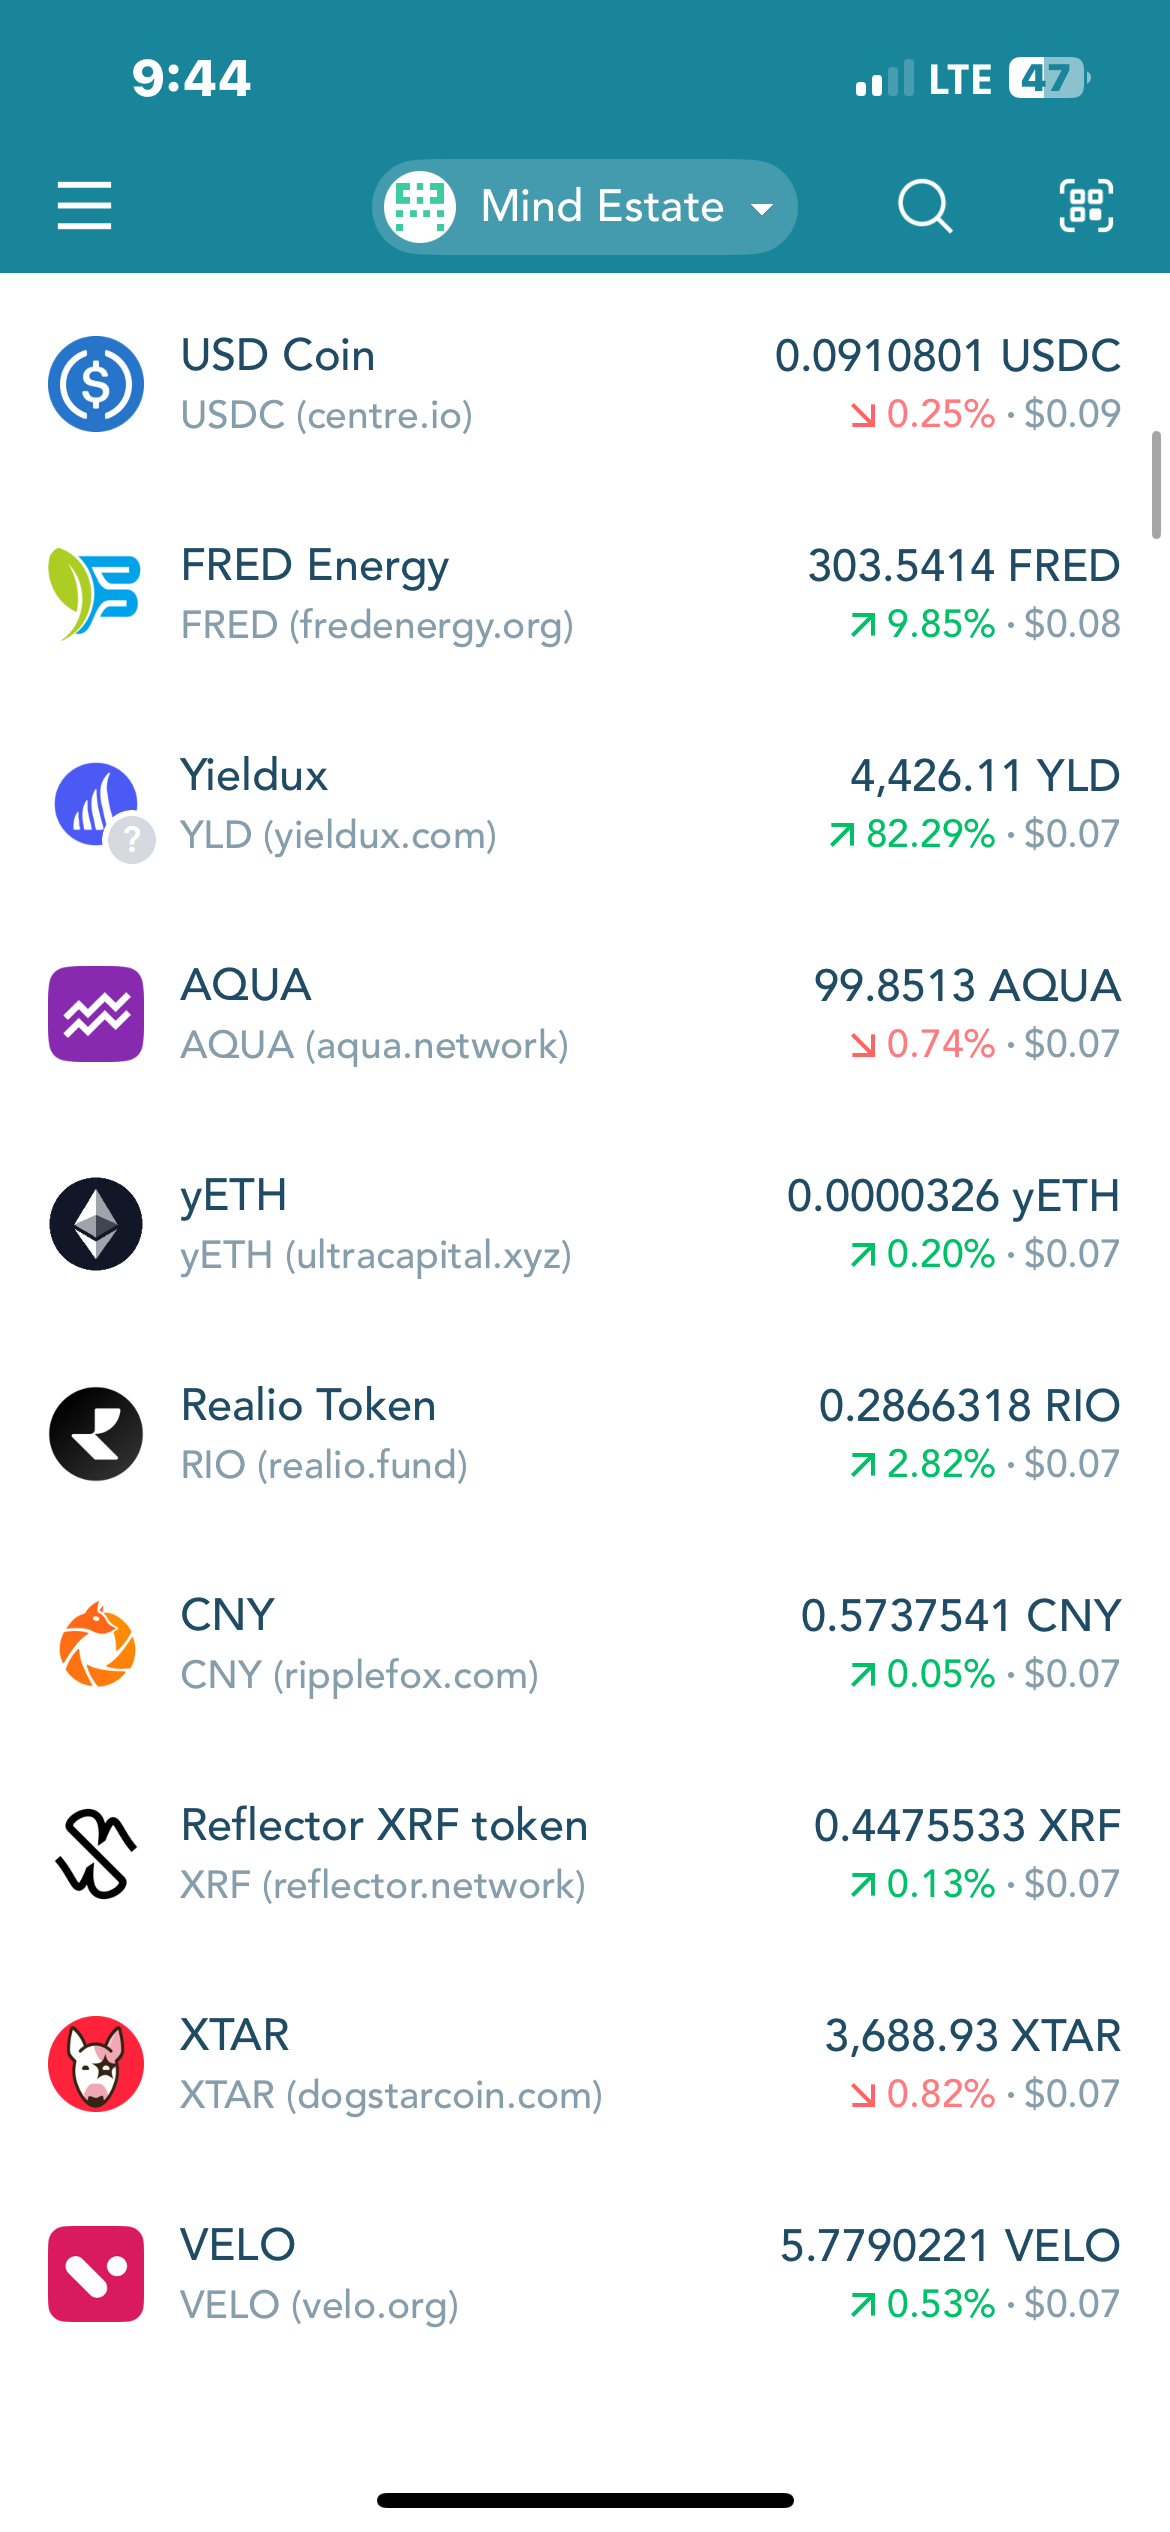 9:44
LTE 47
Mind Estate
USD Coin
0.0910801 USDC
USDC (centre.io)
↘ 0.25% · $0.09
FRED Energy
303.5414 FRED
FRED (fredenergy.org)
↗ 9.85% · $0.08
Yieldux
4,426.11 YLD
?
YLD (yieldux.com)
↗ 82.29% · $0.07
AQUA
99.8513 AQUA
AQUA (aqua.network)
↘ 0.74% · $0.07
yETH
0.0000326 yETH
yETH (ultracapital.xyz)
↗ 0.20% · $0.07
Realio Token
0.2866318 RIO
RIO (realio.fund)
↗ 2.82% · $0.07
CNY
0.5737541 CNY
CNY (ripplefox.com)
↗ 0.05% · $0.07
Reflector XRF token
0.4475533 XRF
XRF (reflector.network)
↗ 0.13% · $0.07
XTAR
3,688.93 XTAR
XTAR (dogstarcoin.com)
↘ 0.82% · $0.07
VELO
5.7790221 VELO
VELO (velo.org)
↗ 0.53% · $0.07